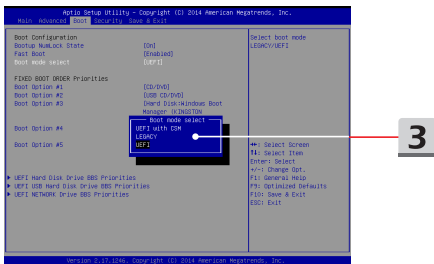 Aptio Setup Utility - Copyright (C) 2014 American Megatrends, Inc.
Main Advanced Boot Security Save & Exit
Boot Configuration
Bootup NumLock State [On]
Fast Boot [Enabled]
Boot mode select [UEFI]
FIXED BOOT ORDER Priorities
Boot Option #1 [CD/DVD]
Boot Option #2 [USB CD/DVD]
Boot Option #3 [Hard Disk:Windows Boot
Manager (KINGSTON
Boot Option #4
Boot Option #5
Boot mode select
UEFI with CSM
LEGACY
UEFI
UEFI Hard Disk Drive BBS Priorities
UEFI USB Hard Disk Drive BBS Priorities
UEFI NETWORK Drive BBS Priorities
Select boot mode
LEGACY/UEFI
→←: Select Screen
↑↓: Select Item
Enter: Select
+/-: Change Opt.
F1: General Help
F9: Optimized Defaults
F10: Save & Exit
ESC: Exit
Version 2.17.1246. Copyright (C) 2014 American Megatrends, Inc.
3